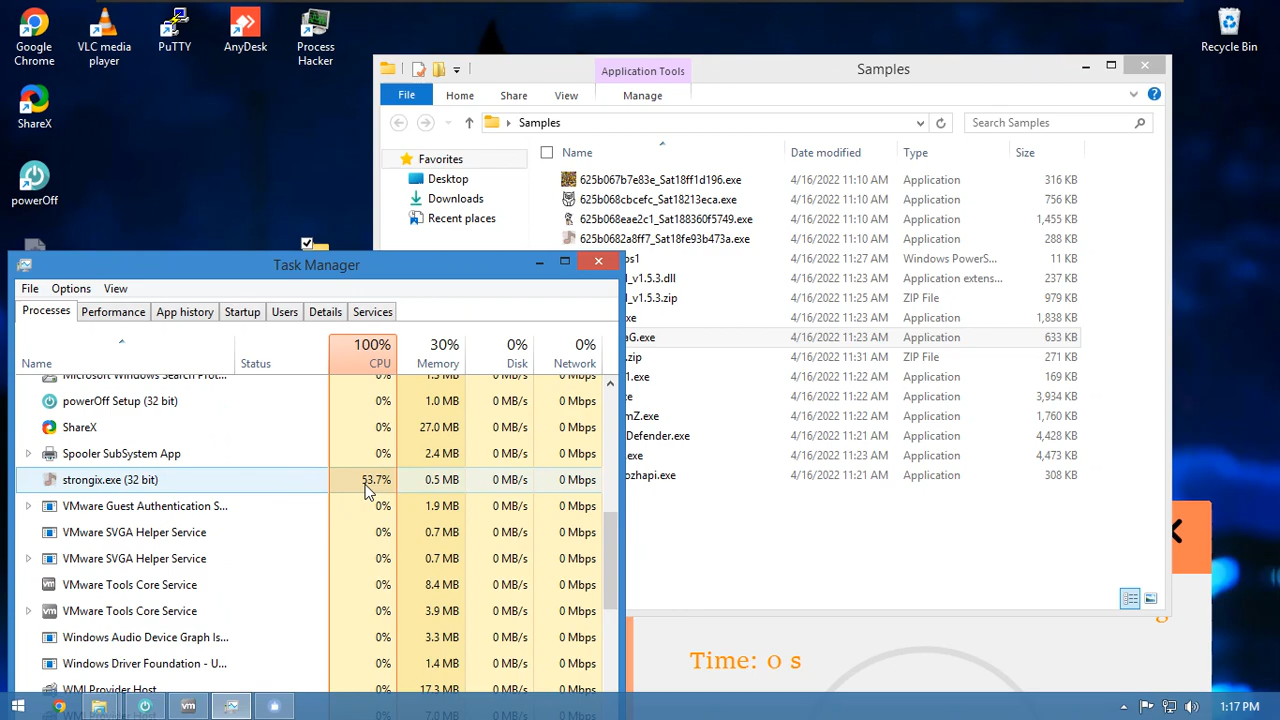 Google
Chrome
VLC media
player
PuTTY
AnyDesk
Process
Hacker
Recycle Bin
ShareX
powerOff
Application Tools
Samples
File
Home
Share
View
Manage
Samples
Search Samples
Favorites
Desktop
Downloads
Recent places
Name
Date modified
Type
Size
625b067b7e83e_Sat18ff1d196.exe 4/16/2022 11:10 AM Application 316 KB
625b068cbcefc_Sat18213eca.exe 4/16/2022 11:10 AM Application 756 KB
625b068eae2c1_Sat188360f5749.exe 4/16/2022 11:10 AM Application 1,455 KB
625b0682a8ff7_Sat18fe93b473a.exe 4/16/2022 11:10 AM Application 288 KB
ps1 4/16/2022 11:27 AM Windows PowerS... 11 KB
l_v1.5.3.dll 4/16/2022 11:25 AM Application extens... 2,238 KB
l_v1.5.3.zip 4/16/2022 11:25 AM ZIP File 979 KB
xe 4/16/2022 11:23 AM Application 1,838 KB
aG.exe 4/16/2022 11:23 AM Application 633 KB
.zip 4/16/2022 11:31 AM ZIP File 271 KB
1.exe 4/16/2022 11:22 AM Application 169 KB
e 4/16/2022 11:22 AM Application 3,934 KB
mZ.exe 4/16/2022 11:22 AM Application 1,760 KB
Defender.exe 4/16/2022 11:21 AM Application 4,428 KB
.exe 4/16/2022 11:21 AM Application 4,473 KB
ozhapi.exe 4/16/2022 11:21 AM Application 308 KB
Task Manager
File Options View
Processes Performance App history Startup Users Details Services
100% 30% 0% 0%
Name Status CPU Memory Disk Network
Microsoft Windows Search Prot... 0% 1.3 MB 0 MB/s 0 Mbps
powerOff Setup (32 bit) 0% 1.0 MB 0 MB/s 0 Mbps
ShareX 0% 27.0 MB 0 MB/s 0 Mbps
Spooler SubSystem App 0% 2.4 MB 0 MB/s 0 Mbps
strongix.exe (32 bit) 53.7% 0.5 MB 0 MB/s 0 Mbps
VMware Guest Authentication S... 0% 1.9 MB 0 MB/s 0 Mbps
VMware SVGA Helper Service 0% 0.7 MB 0 MB/s 0 Mbps
VMware SVGA Helper Service 0% 0.7 MB 0 MB/s 0 Mbps
VMware Tools Core Service 0% 8.4 MB 0 MB/s 0 Mbps
VMware Tools Core Service 0% 3.9 MB 0 MB/s 0 Mbps
Windows Audio Device Graph Is... 0% 3.3 MB 0 MB/s 0 Mbps
Windows Driver Foundation - U... 0% 1.4 MB 0 MB/s 0 Mbps
WMI Provider Host 0% 17.3 MB 0 MB/s 0 Mbps
0% 7.0 MB 0 MB/s 0 Mbps
Time: 0 s
1:17 PM